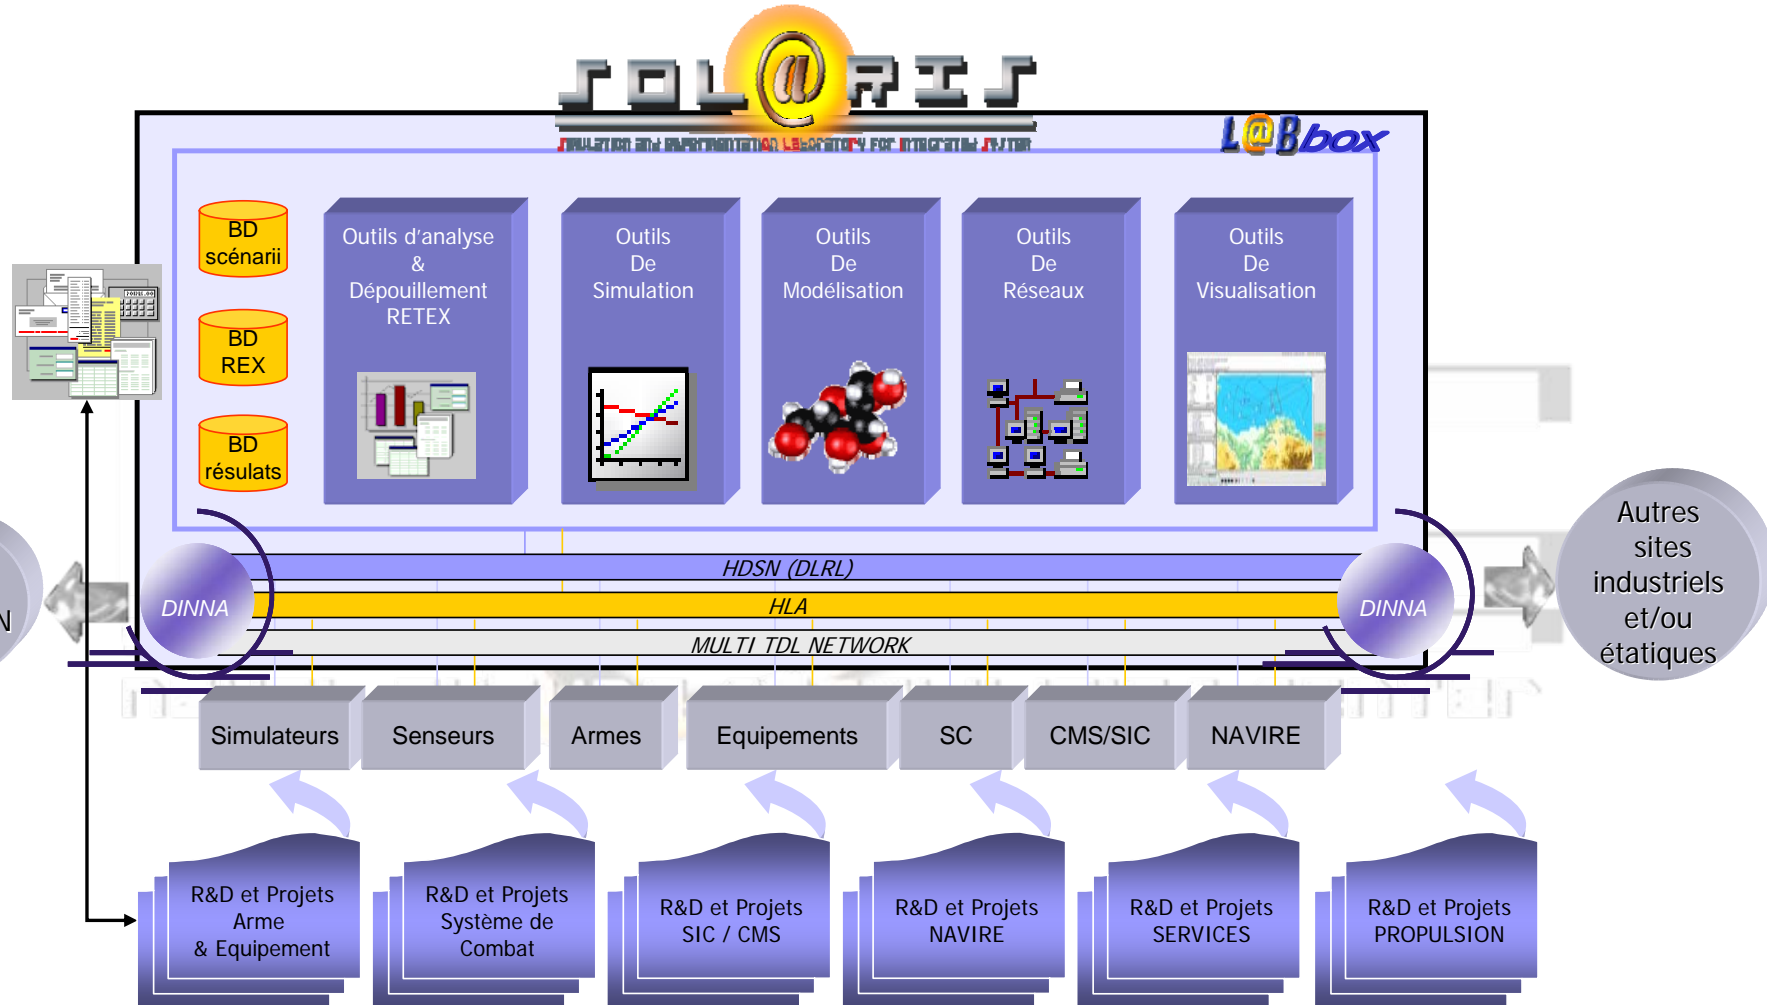 SOL@RIS
Simulation and Experimentation Laboratory For Integrated System
L@Bbox
BD
scénarii
BD
REX
BD
résulats
Outils d'analyse
&
Dépouillement
RETEX
Outils
De
Simulation
Outils
De
Modélisation
Outils
De
Réseaux
Outils
De
Visualisation
HDSN (DLRL)
HLA
MULTI TDL NETWORK
DINNA
DINNA
N
Autres
sites
industriels
et/ou
étatiques
Simulateurs
Senseurs
Armes
Equipements
SC
CMS/SIC
NAVIRE
R&D et Projets
Arme
& Equipement
R&D et Projets
Système de
Combat
R&D et Projets
SIC / CMS
R&D et Projets
NAVIRE
R&D et Projets
SERVICES
R&D et Projets
PROPULSION